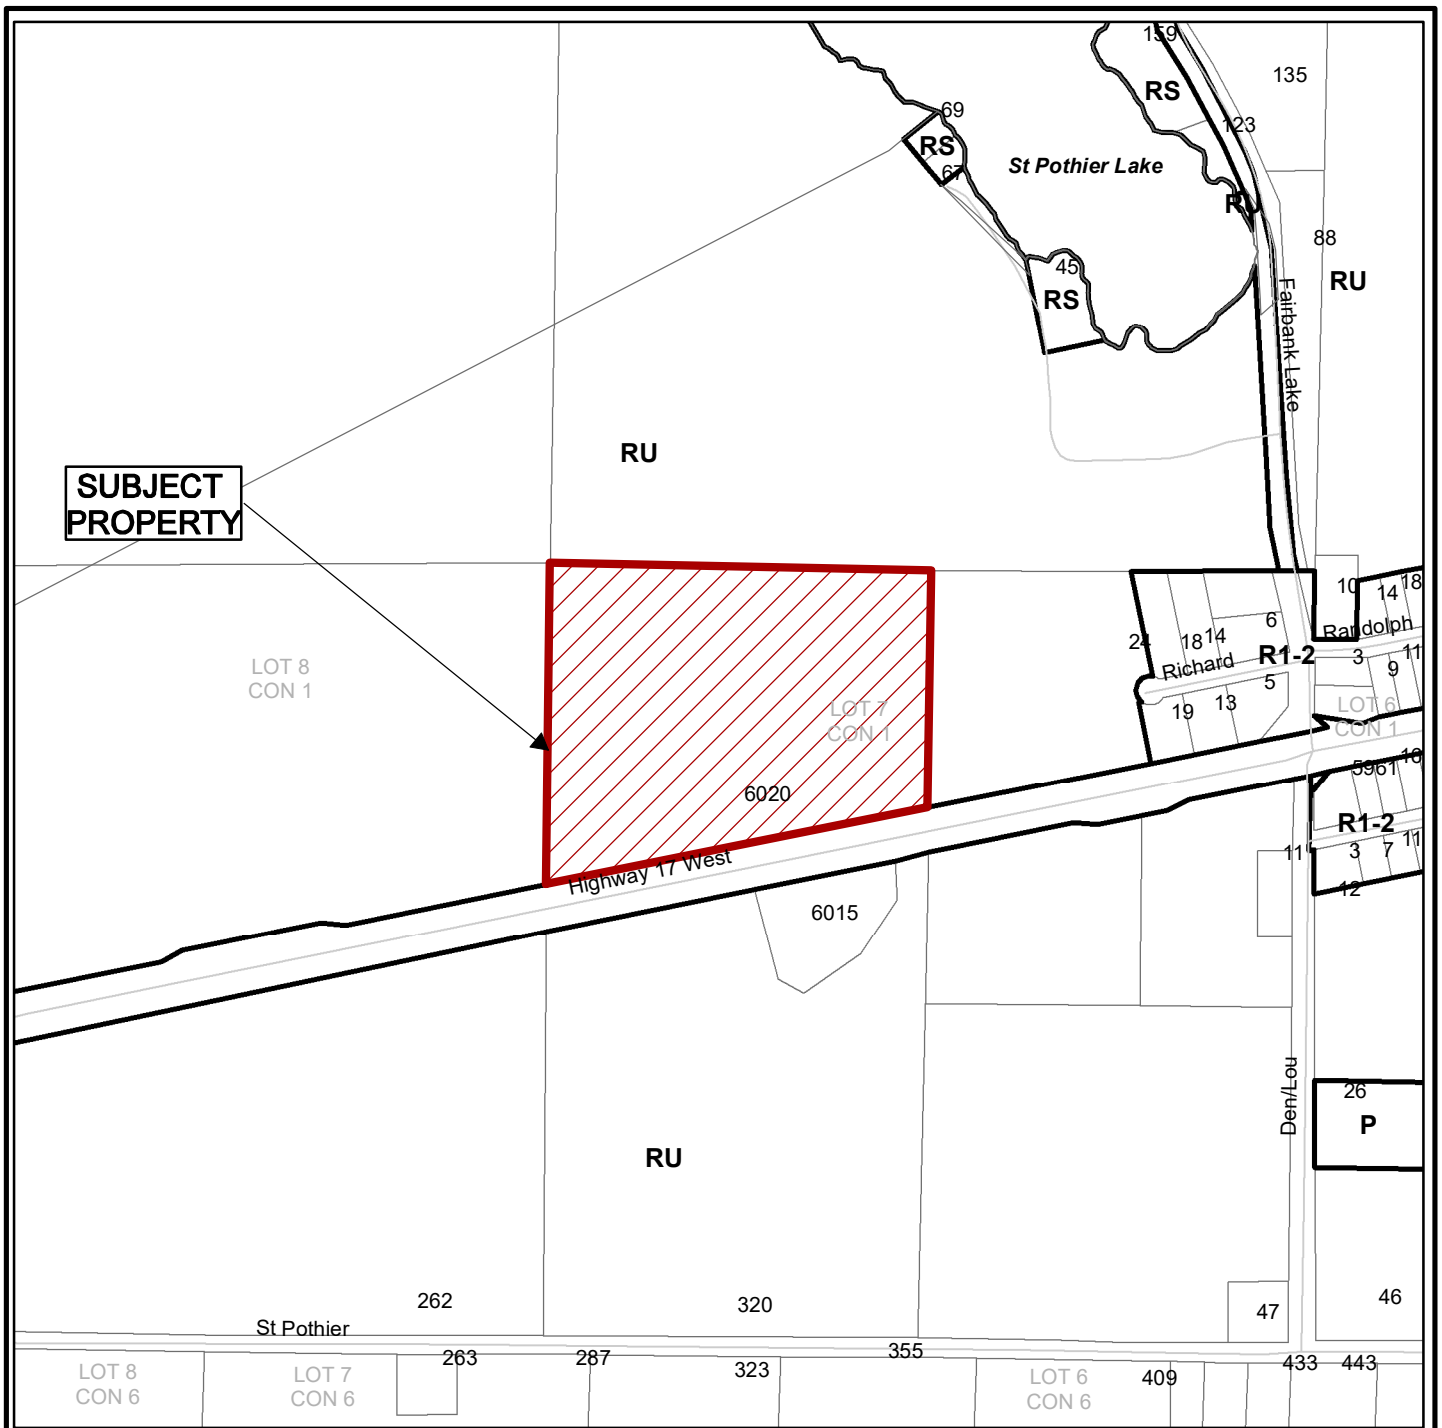 159
135
RS
69
123
RS
St Pothier Lake
67
RU
88
45
RU
RS
Fairbank Lake
RU
SUBJECT
PROPERTY
10
14
18
6
Randolph
24
18
14
R1-2
3
11
LOT 8
CON 1
Richard
9
5
19
13
LOT 7
CON 1
LOT 6
CON 1
5961
6020
R1-2
Highway 17 West
11
3
7
11
12
6015
Den/Lou
26
P
RU
262
320
47
46
St Pothier
263
287
323
355
409
433
443
LOT 8
CON 6
LOT 7
CON 6
LOT 6
CON 6